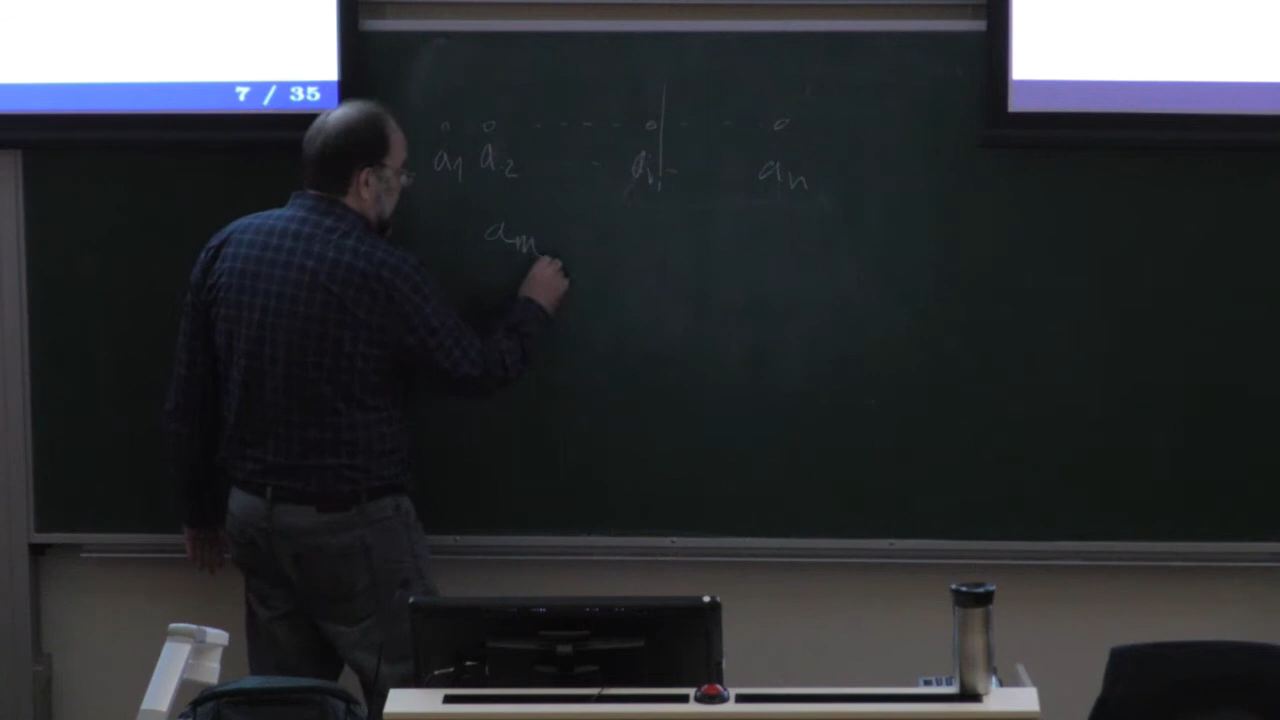 7 / 35
a₁ a₂ - aᵢ - aₙ
aₘ